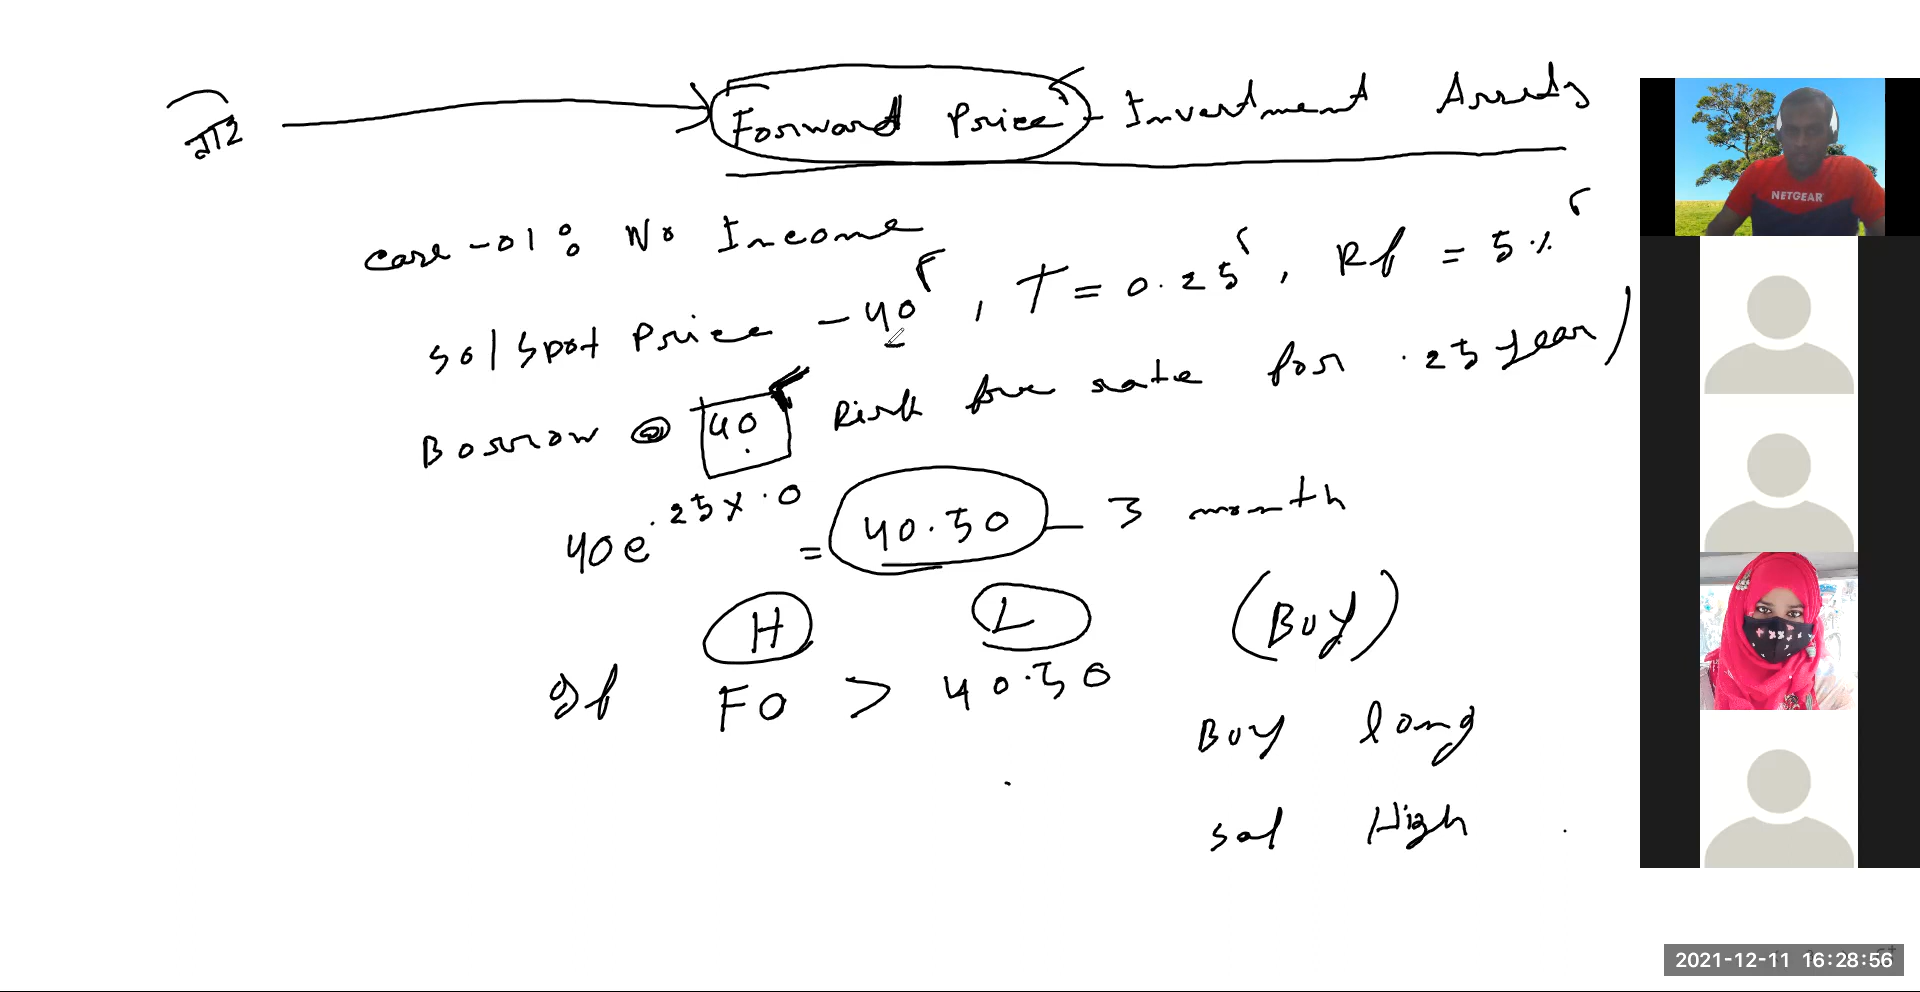 Forward Price - Investment Assets
Case -01: No Income
So/Spot Price - 40, T = 0.25, Rf = 5%
Borrow @ 40 Risk free rate for .25 year)
40e^.25x.0 = 40.50 - 3 month
H L (Buy)
If F0 > 40.50
Buy long
Sal High
NETGEAR
2021-12-11 16:28:56